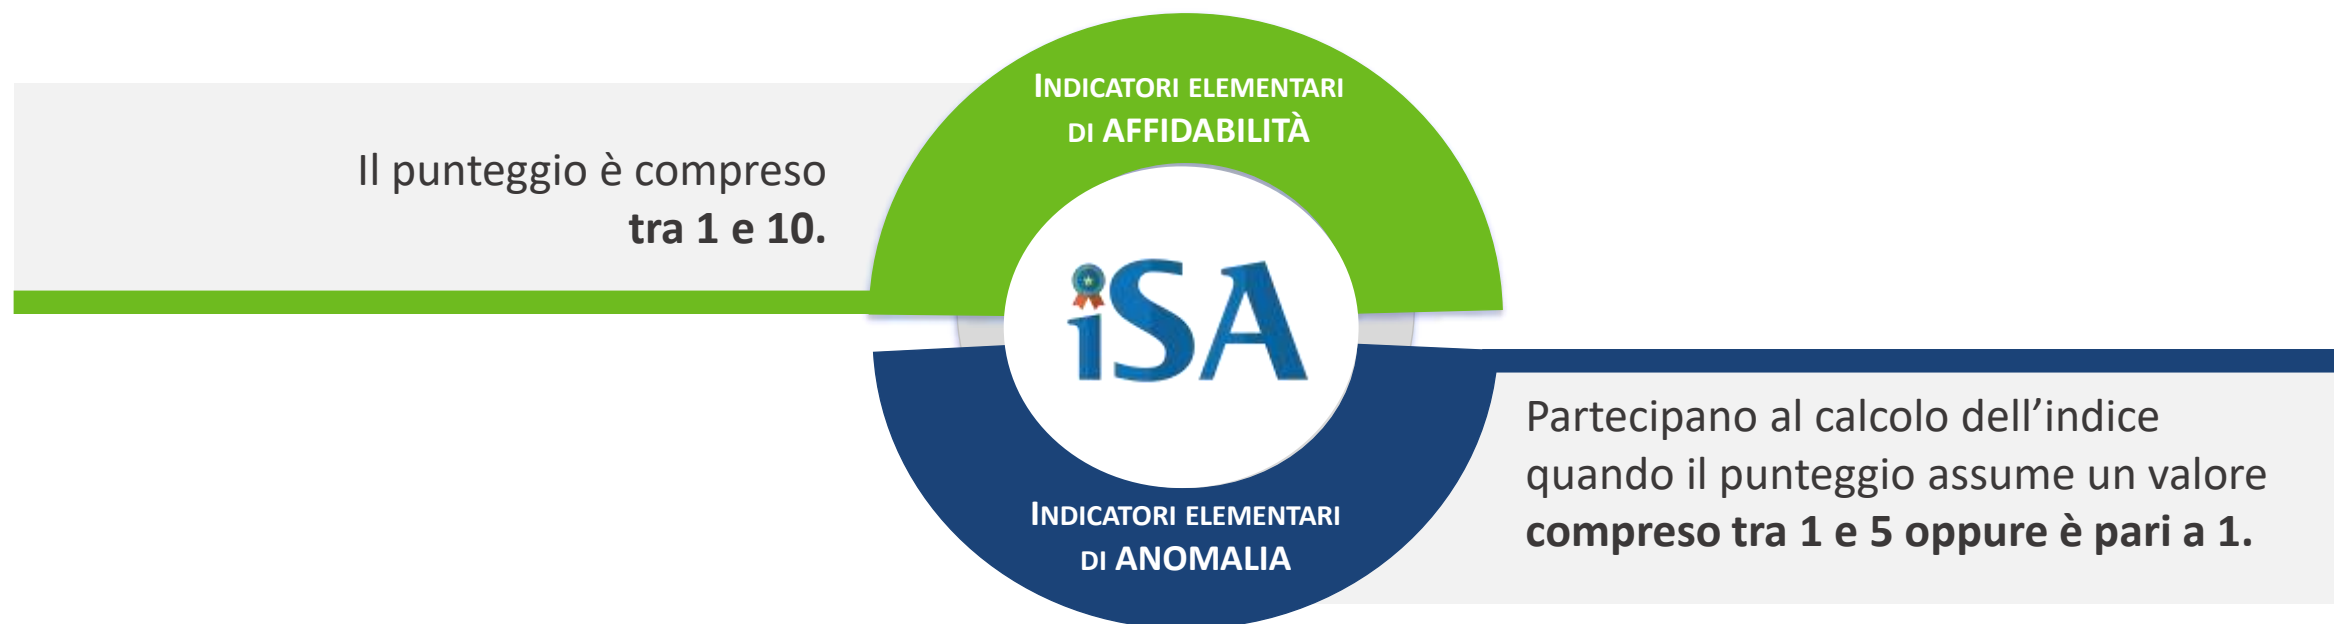 INDICATORI ELEMENTARI
DI AFFIDABILITÀ
Il punteggio è compreso
tra 1 e 10.
iSA
Partecipano al calcolo dell’indice
quando il punteggio assume un valore
compreso tra 1 e 5 oppure è pari a 1.
INDICATORI ELEMENTARI
DI ANOMALIA